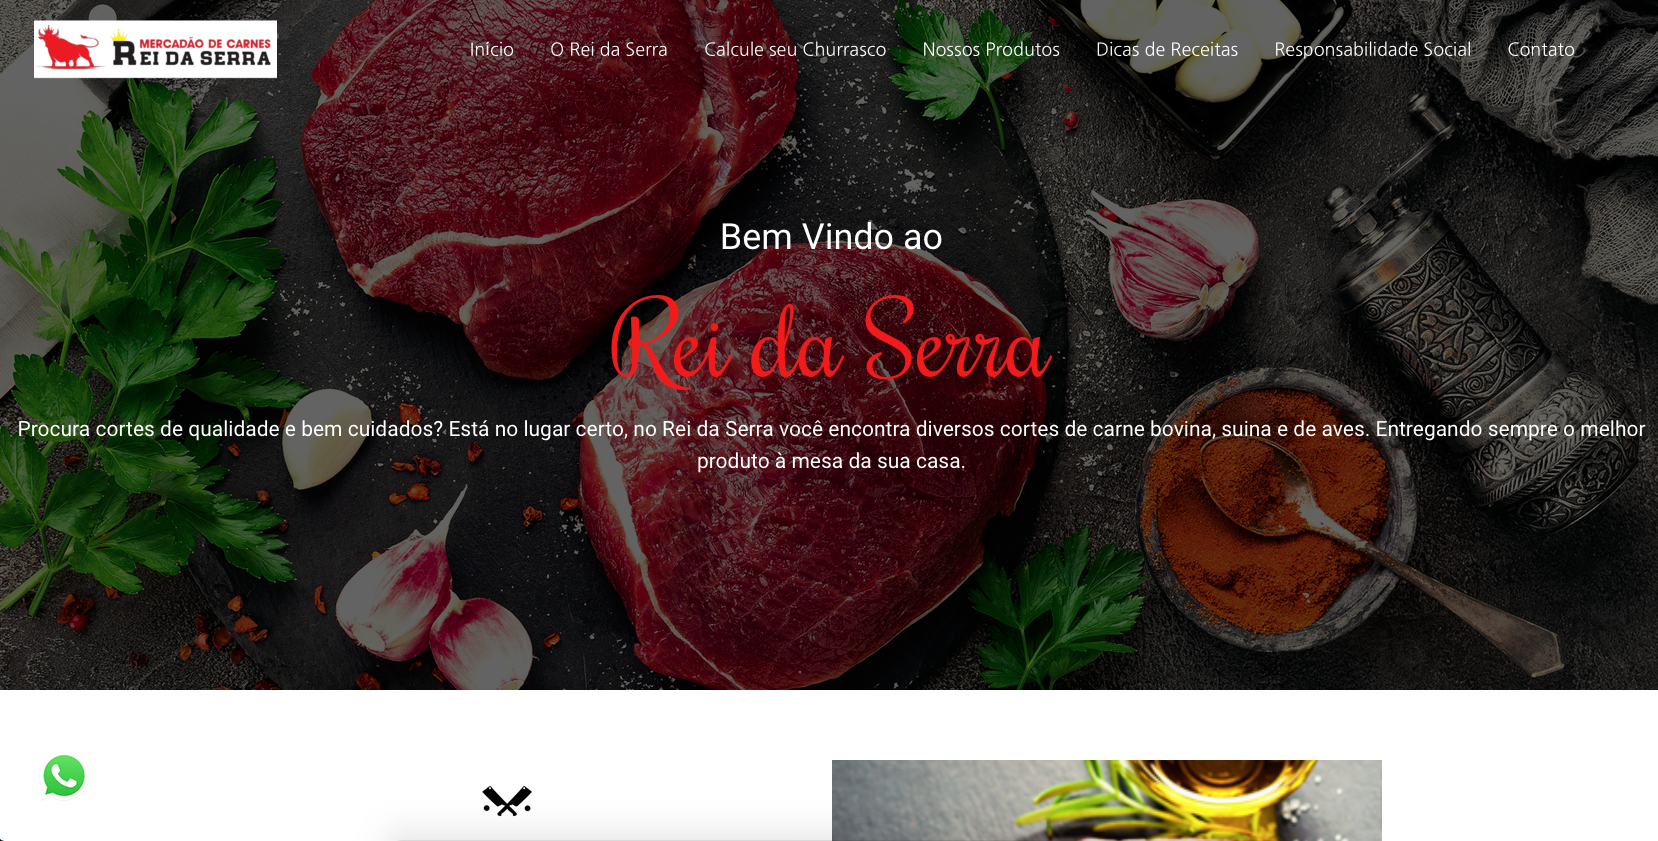 MERCADÃO DE CARNES
REI DA SERRA
Início O Rei da Serra Calcule seu Churrasco Nossos Produtos Dicas de Receitas Responsabilidade Social Contato
Bem Vindo ao
Rei da Serra
Procura cortes de qualidade e bem cuidados? Está no lugar certo, no Rei da Serra você encontra diversos cortes de carne bovina, suina e de aves. Entregando sempre o melhor
produto à mesa da sua casa.